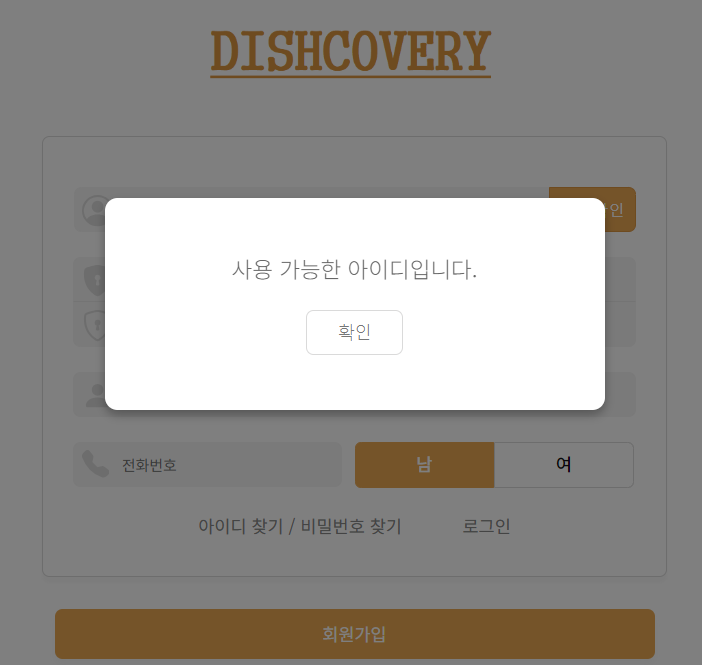 DISHCOVERY
인
사용 가능한 아이디입니다.
확인
전화번호
남
여
아이디 찾기 / 비밀번호 찾기
로그인
회원가입